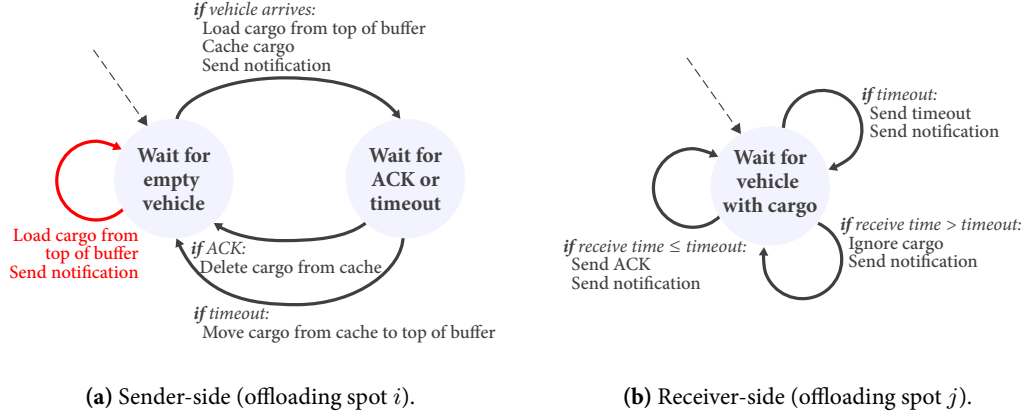 if vehicle arrives:
Load cargo from top of buffer
Cache cargo
Send notification
Wait for
empty
vehicle
Wait for
ACK or
timeout
Load cargo from
top of buffer
Send notification
if ACK:
Delete cargo from cache
if timeout:
Move cargo from cache to top of buffer
(a) Sender-side (offloading spot i).
if timeout:
Send timeout
Send notification
Wait for
vehicle
with cargo
if receive time ≤ timeout:
Send ACK
Send notification
if receive time > timeout:
Ignore cargo
Send notification
(b) Receiver-side (offloading spot j).